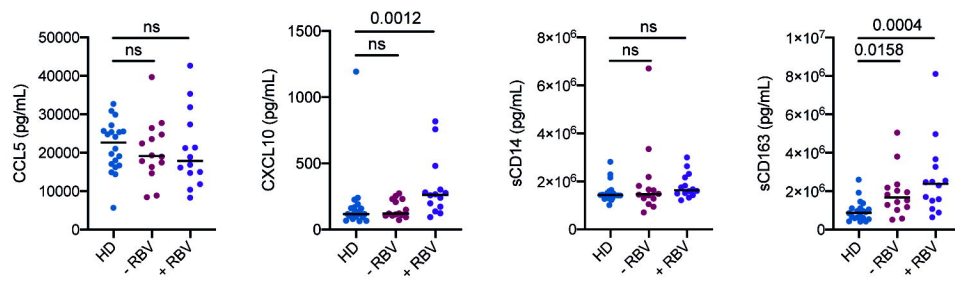 ns
ns
50000
40000
30000
20000
10000
0
CCL5 (pg/mL)
HD
- RBV
+ RBV
0.0012
ns
1500
1000
500
0
CXCL10 (pg/mL)
HD
- RBV
+ RBV
ns
ns
8×10⁶
6×10⁶
4×10⁶
2×10⁶
0
sCD14 (pg/mL)
HD
- RBV
+ RBV
0.0004
0.0158
1×10⁷
8×10⁶
6×10⁶
4×10⁶
2×10⁶
0
sCD163 (pg/mL)
HD
- RBV
+ RBV